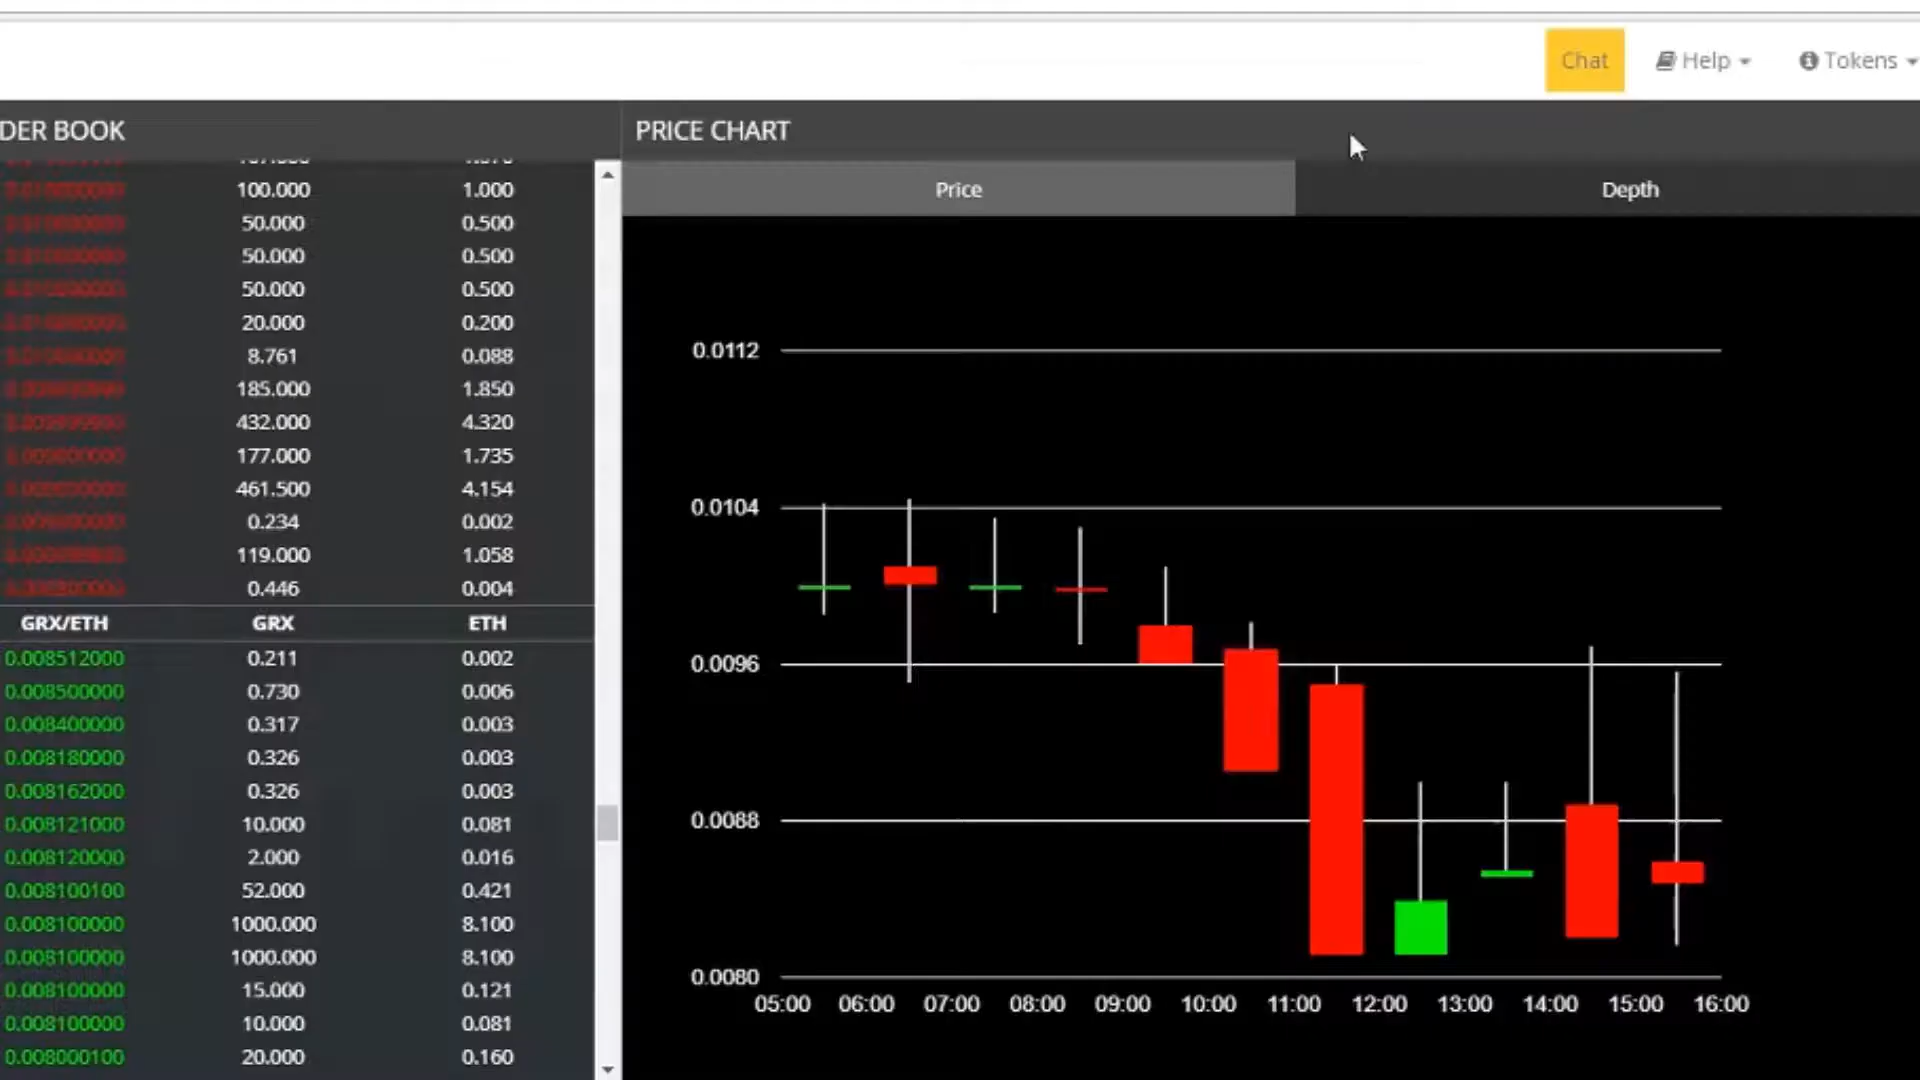 Chat Help Tokens
DER BOOK
100.000 1.000
50.000 0.500
50.000 0.500
50.000 0.500
20.000 0.200
8.761 0.088
185.000 1.850
432.000 4.320
177.000 1.735
461.500 4.154
0.234 0.002
119.000 1.058
0.446 0.004
GRX/ETH GRX ETH
0.008512000 0.211 0.002
0.008500000 0.730 0.006
0.008400000 0.317 0.003
0.008180000 0.326 0.003
0.008162000 0.326 0.003
0.008121000 10.000 0.081
0.008120000 2.000 0.016
0.008100100 52.000 0.421
0.008100000 1000.000 8.100
0.008100000 1000.000 8.100
0.008100000 15.000 0.121
0.008100000 10.000 0.081
0.008000100 20.000 0.160
PRICE CHART
Price Depth
0.0112
0.0104
0.0096
0.0088
0.0080
05:00 06:00 07:00 08:00 09:00 10:00 11:00 12:00 13:00 14:00 15:00 16:00